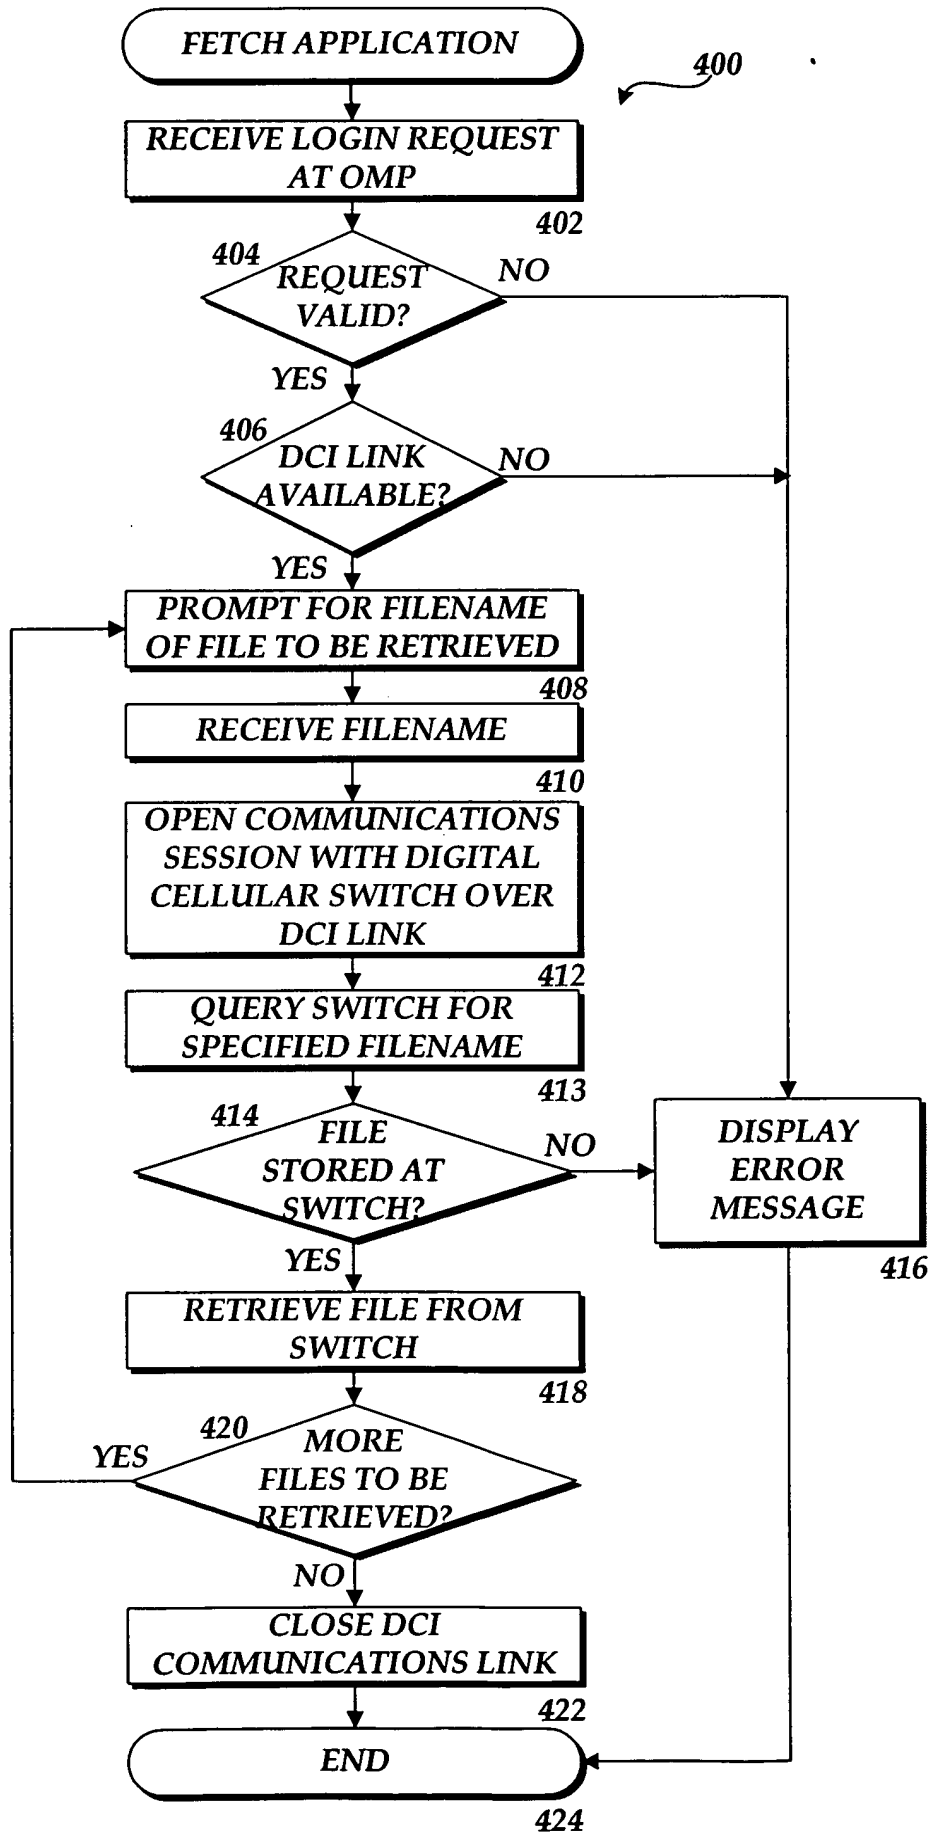 FETCH APPLICATION
400
RECEIVE LOGIN REQUEST
AT OMP
402
404
REQUEST
VALID?
NO
YES
406
DCI LINK
AVAILABLE?
NO
YES
PROMPT FOR FILENAME
OF FILE TO BE RETRIEVED
408
RECEIVE FILENAME
410
OPEN COMMUNICATIONS
SESSION WITH DIGITAL
CELLULAR SWITCH OVER
DCI LINK
412
QUERY SWITCH FOR
SPECIFIED FILENAME
413
414
FILE
STORED AT
SWITCH?
NO
DISPLAY
ERROR
MESSAGE
416
YES
RETRIEVE FILE FROM
SWITCH
418
420
MORE
FILES TO BE
RETRIEVED?
YES
NO
CLOSE DCI
COMMUNICATIONS LINK
422
END
424